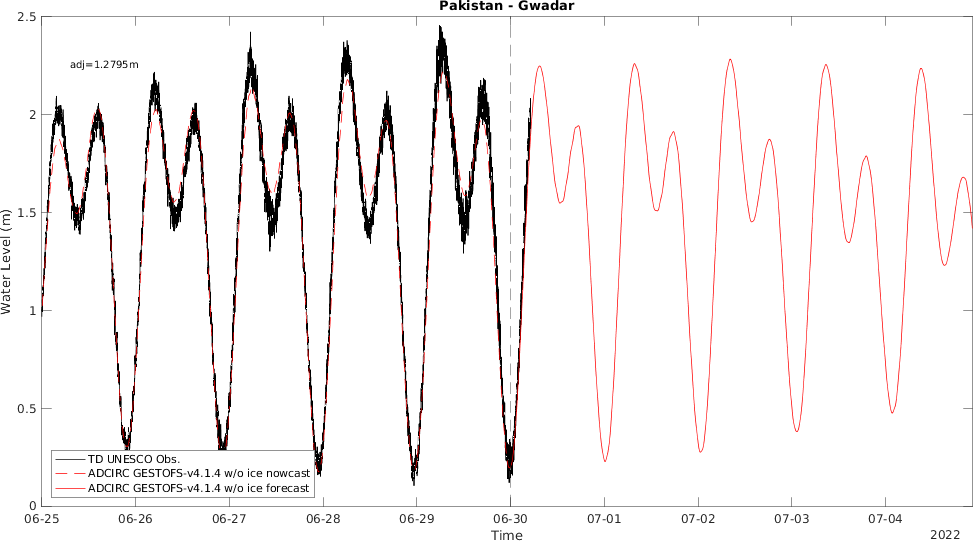 Pakistan - Gwadar
adj=1.2795m
Water Level (m)
2.5
2
1.5
1
0.5
0
TD UNESCO Obs.
ADCIRC GESTOFS-v4.1.4 w/o ice nowcast
ADCIRC GESTOFS-v4.1.4 w/o ice forecast
06-25 06-26 06-27 06-28 06-29 06-30 07-01 07-02 07-03 07-04
Time
2022